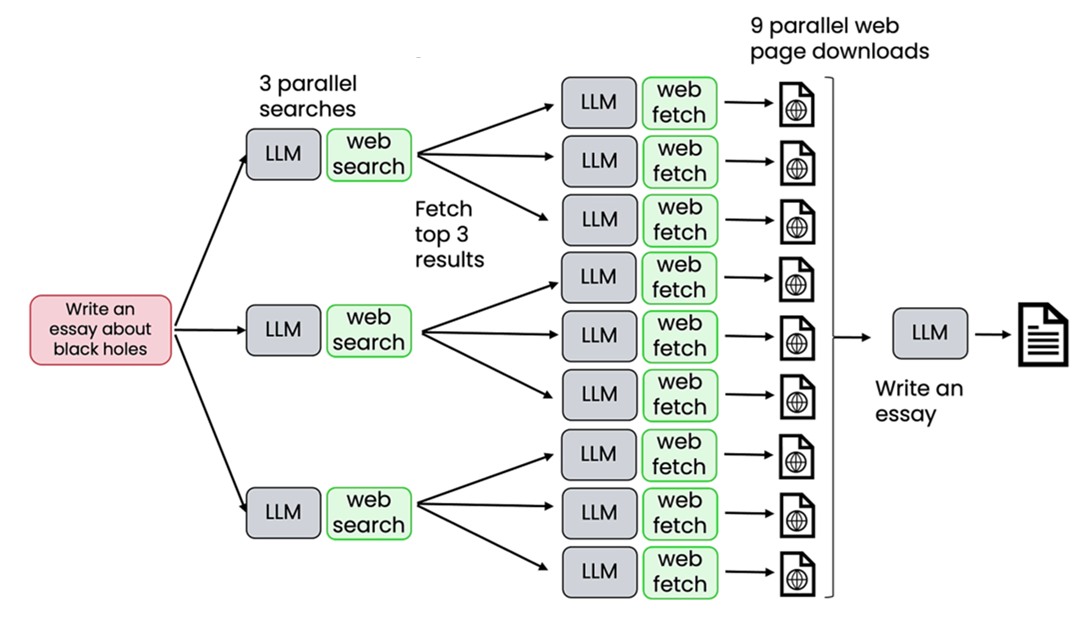 9 parallel web
page downloads
3 parallel
searches
LLM
web
search
Fetch
top 3
results
Write an
essay about
black holes
LLM
web
search
LLM
web
search
LLM
web
fetch
LLM
web
fetch
LLM
web
fetch
LLM
web
fetch
LLM
web
fetch
LLM
web
fetch
LLM
web
fetch
LLM
web
fetch
LLM
web
fetch
LLM
Write an
essay